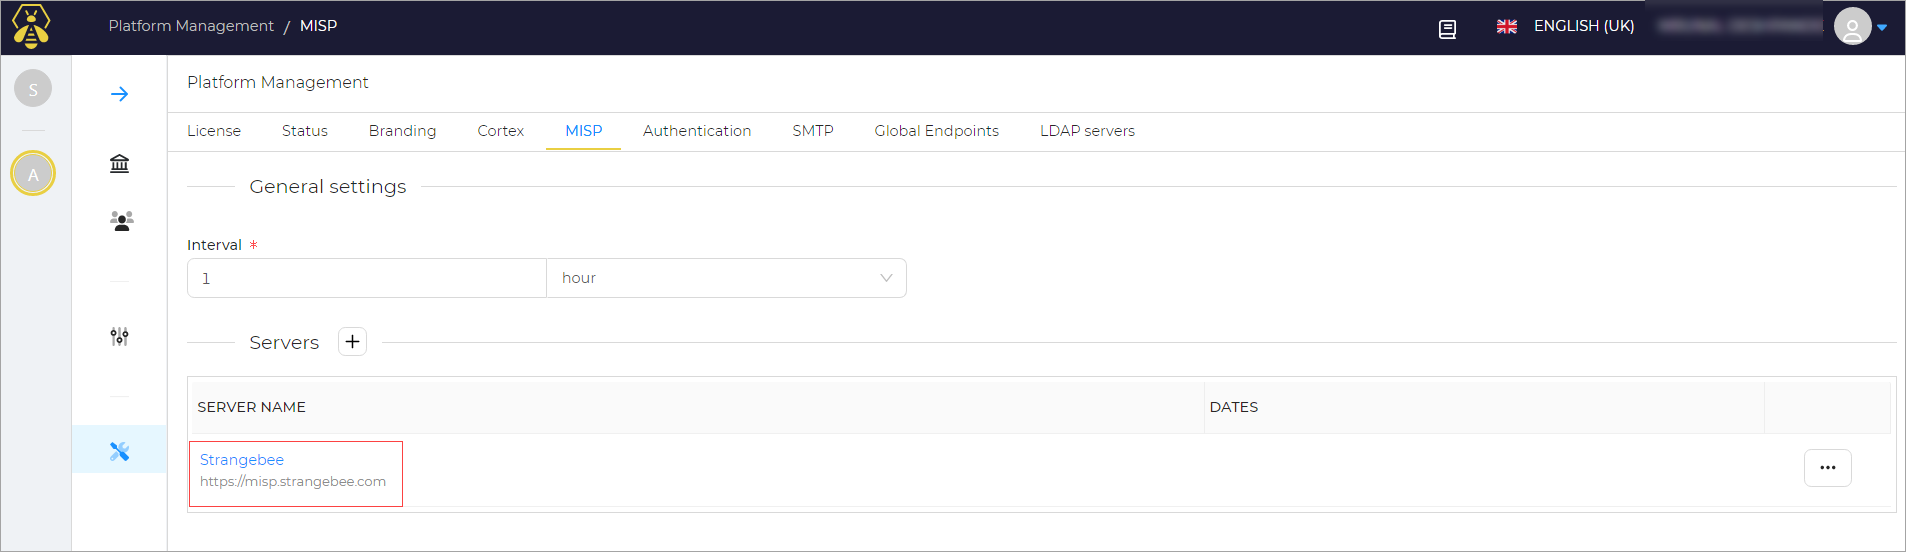 Platform Management / MISP
ENGLISH (UK)
S
A
Platform Management
License Status Branding Cortex MISP Authentication SMTP Global Endpoints LDAP servers
General settings
Interval *
1 hour
Servers +
SERVER NAME DATES
Strangebee
https://misp.strangebee.com